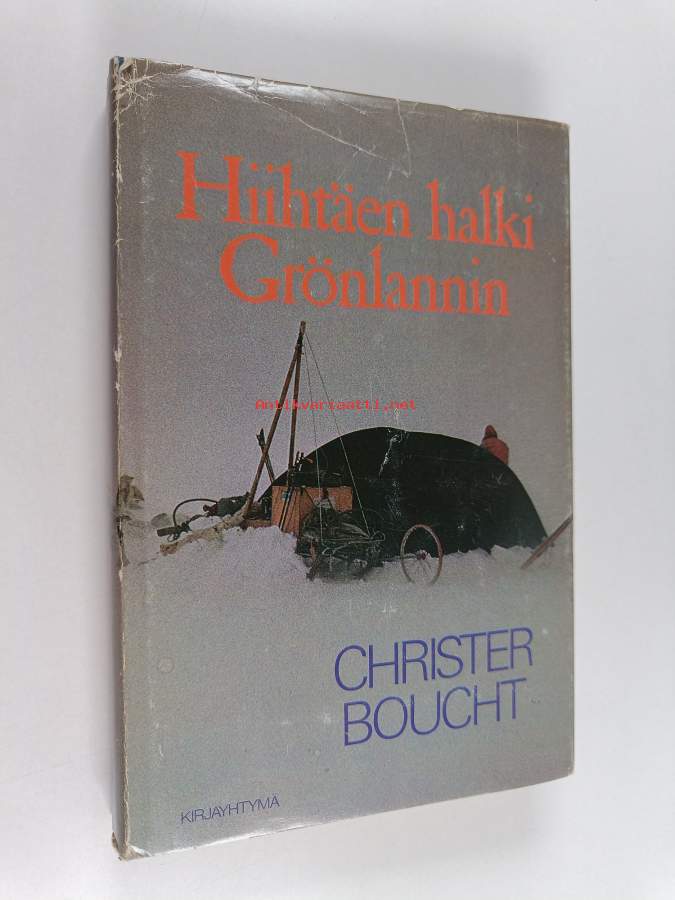 Hiihtäen halki
Grönlannin
Antikvariaatti.net
CHRISTER
BOUCHT
KIRJAYHTYMÄ